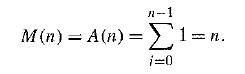 M(n) = A(n) = \sum_{i=0}^{n-1} 1 = n.